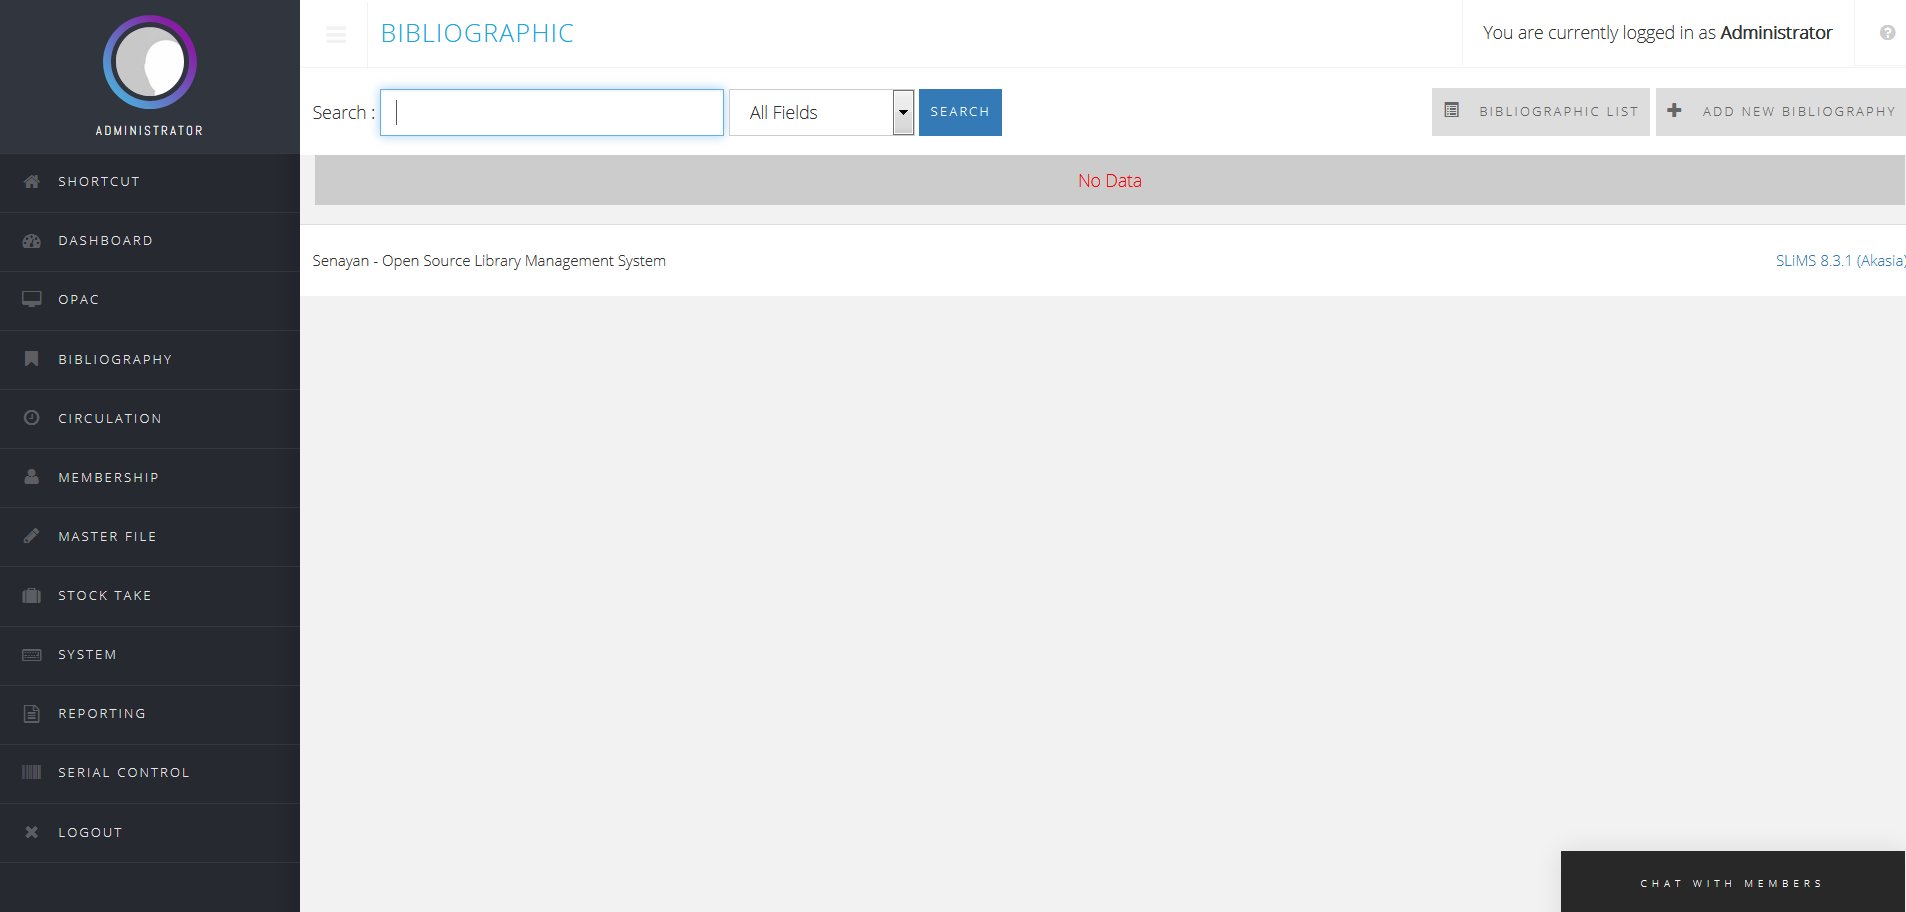 ADMINISTRATOR
SHORTCUT
DASHBOARD
OPAC
BIBLIOGRAPHY
CIRCULATION
MEMBERSHIP
MASTER FILE
STOCK TAKE
SYSTEM
REPORTING
SERIAL CONTROL
LOGOUT
BIBLIOGRAPHIC
You are currently logged in as Administrator
Search : All Fields SEARCH
BIBLIOGRAPHIC LIST
ADD NEW BIBLIOGRAPHY
No Data
Senayan - Open Source Library Management System
SLiMS 8.3.1 (Akasia)
CHAT WITH MEMBERS